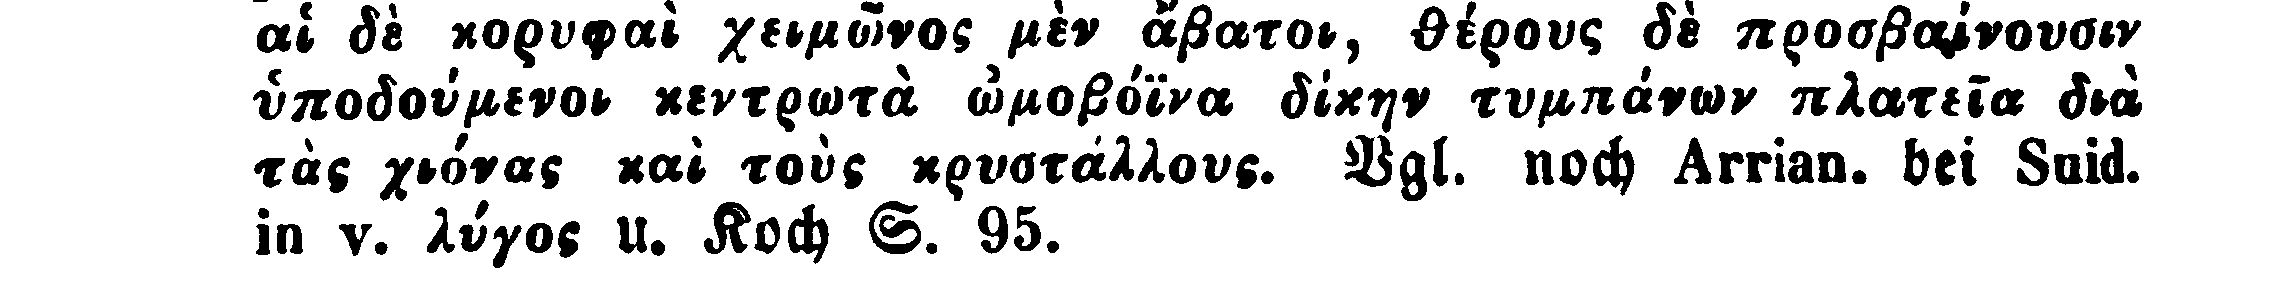 αἱ δὲ κορυφαὶ χειμῶνος μὲν ἄβατοι, θέρους δὲ προσβαίνουσιν
ὑποδούμενοι κεντρωτὰ ὠμοβόϊνα δίκην τυμπάνων πλατεῖα διὰ
τὰς χιόνας καὶ τοὺς κρυστάλλους. Vgl. noch Arrian. bei Suid.
in v. λύγος u. Koch S. 95.